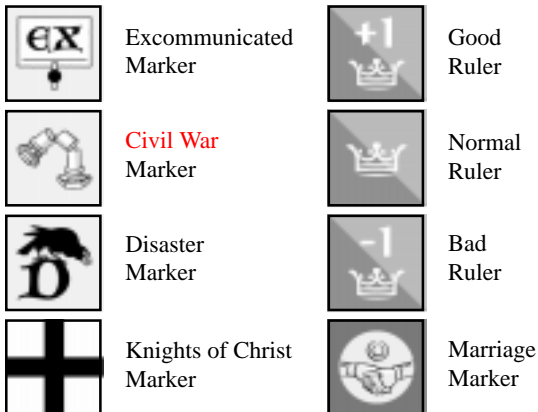 EX
Excommunicated
Marker
+1
Good
Ruler
Civil War
Marker
Normal
Ruler
D
Disaster
Marker
-1
Bad
Ruler
Knights of Christ
Marker
Marriage
Marker